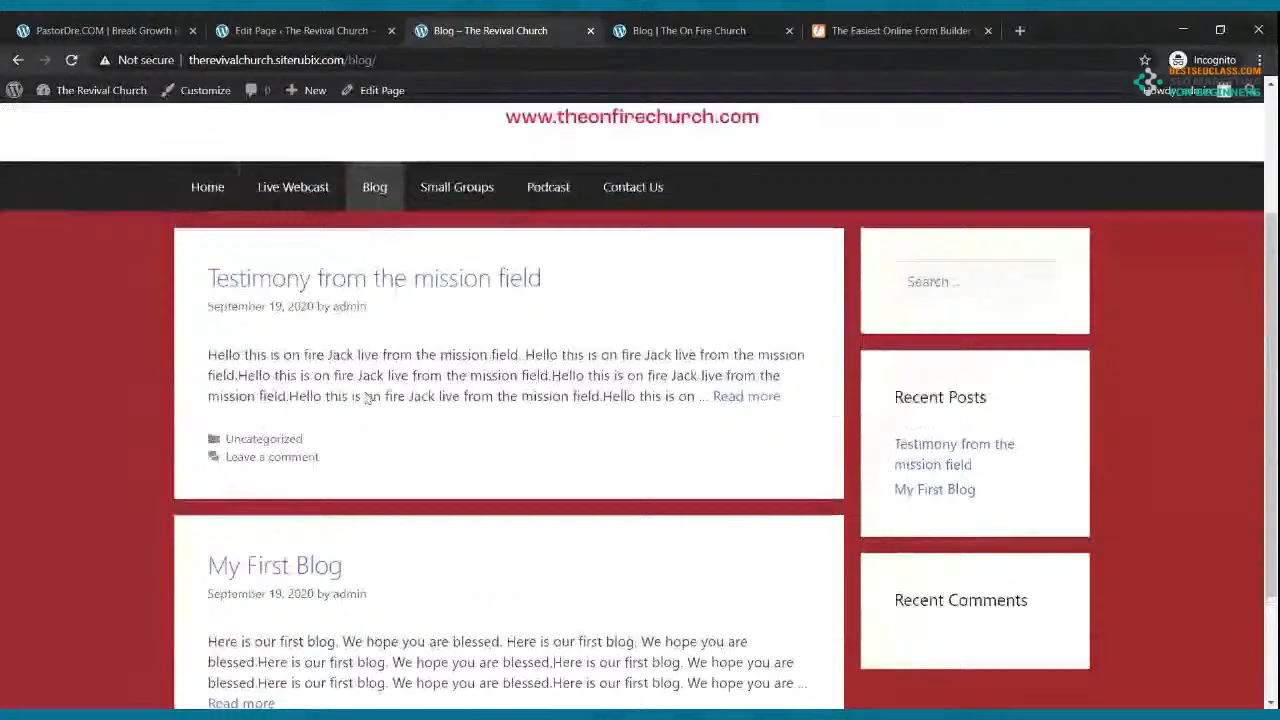 PastorDre.COM | Break Growth
Edit Page ‹ The Revival Church –
Blog – The Revival Church
Blog | The On Fire Church
The Easiest Online Form Builder
Not secure
therevivalchurch.siterubix.com/blog/
Incognito
BESTSEOCLASS.COM
SEO MARKETING
FOR BEGINNERS
The Revival Church
Customize
0
New
Edit Page
Howdy, admin
www.theonfirechurch.com
Home
Live Webcast
Blog
Small Groups
Podcast
Contact Us
Testimony from the mission field
September 19, 2020 by admin
Hello this is on fire Jack live from the mission field. Hello this is on fire Jack live from the mission
field.Hello this is on fire Jack live from the mission field.Hello this is on fire Jack live from the
mission field.Hello this is on fire Jack live from the mission field.Hello this is on ... Read more
Uncategorized
Leave a comment
My First Blog
September 19, 2020 by admin
Here is our first blog. We hope you are blessed. Here is our first blog. We hope you are
blessed.Here is our first blog. We hope you are blessed.Here is our first blog. We hope you are
blessed.Here is our first blog. We hope you are blessed.Here is our first blog. We hope you are ...
Read more
Search ...
Recent Posts
Testimony from the
mission field
My First Blog
Recent Comments